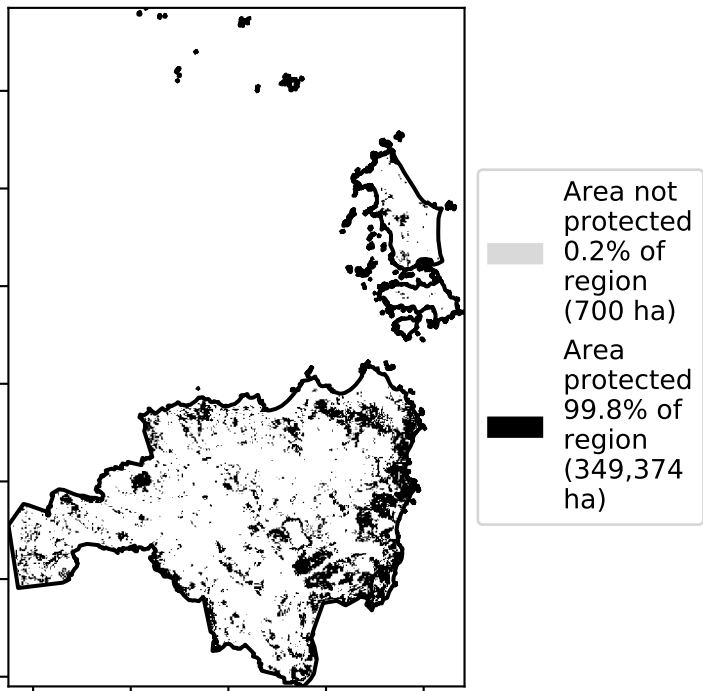 Area not
protected
0.2% of
region
(700 ha)
Area
protected
99.8% of
region
(349,374
ha)